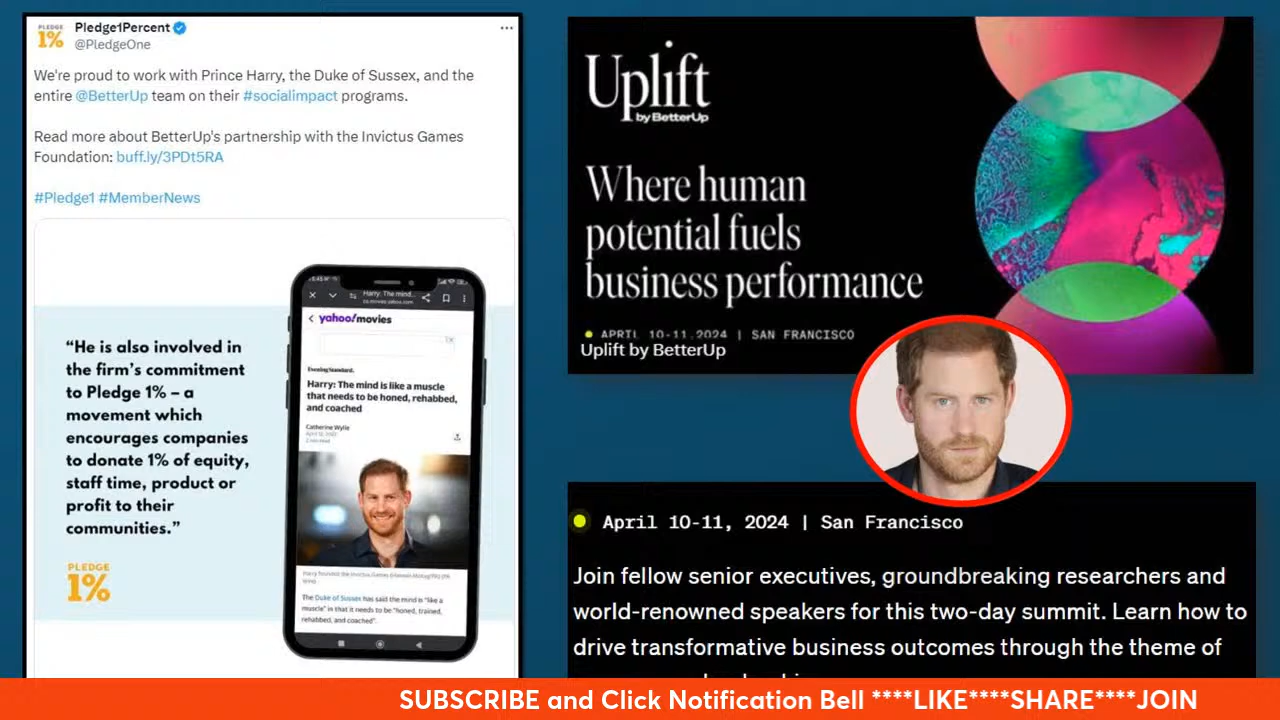 PLEDGE
1%
Pledge1Percent
@PledgeOne
We're proud to work with Prince Harry, the Duke of Sussex, and the
entire @BetterUp team on their #socialimpact programs.
Read more about BetterUp's partnership with the Invictus Games
Foundation: buff.ly/3PDt5RA
#Pledge1 #MemberNews
“He is also involved in
the firm’s commitment
to Pledge 1% – a
movement which
encourages companies
to donate 1% of equity,
staff time, product or
profit to their
communities.”
PLEDGE
1%
Harry: The mind...
yahoo!movies
Evening Standard.
Harry: The mind is like a muscle
that needs to be honed, rehabbed,
and coached
Catherine Wylie
2 min read
The Duke of Sussex has said the mind is “like a
muscle” in that it needs to be “honed, trained,
rehabbed, and coached”.
Uplift
by BetterUp
Where human
potential fuels
business performance
APRIL 10-11, 2024 | SAN FRANCISCO
Uplift by BetterUp
April 10-11, 2024 | San Francisco
Join fellow senior executives, groundbreaking researchers and
world-renowned speakers for this two-day summit. Learn how to
drive transformative business outcomes through the theme of
SUBSCRIBE and Click Notification Bell ****LIKE****SHARE****JOIN